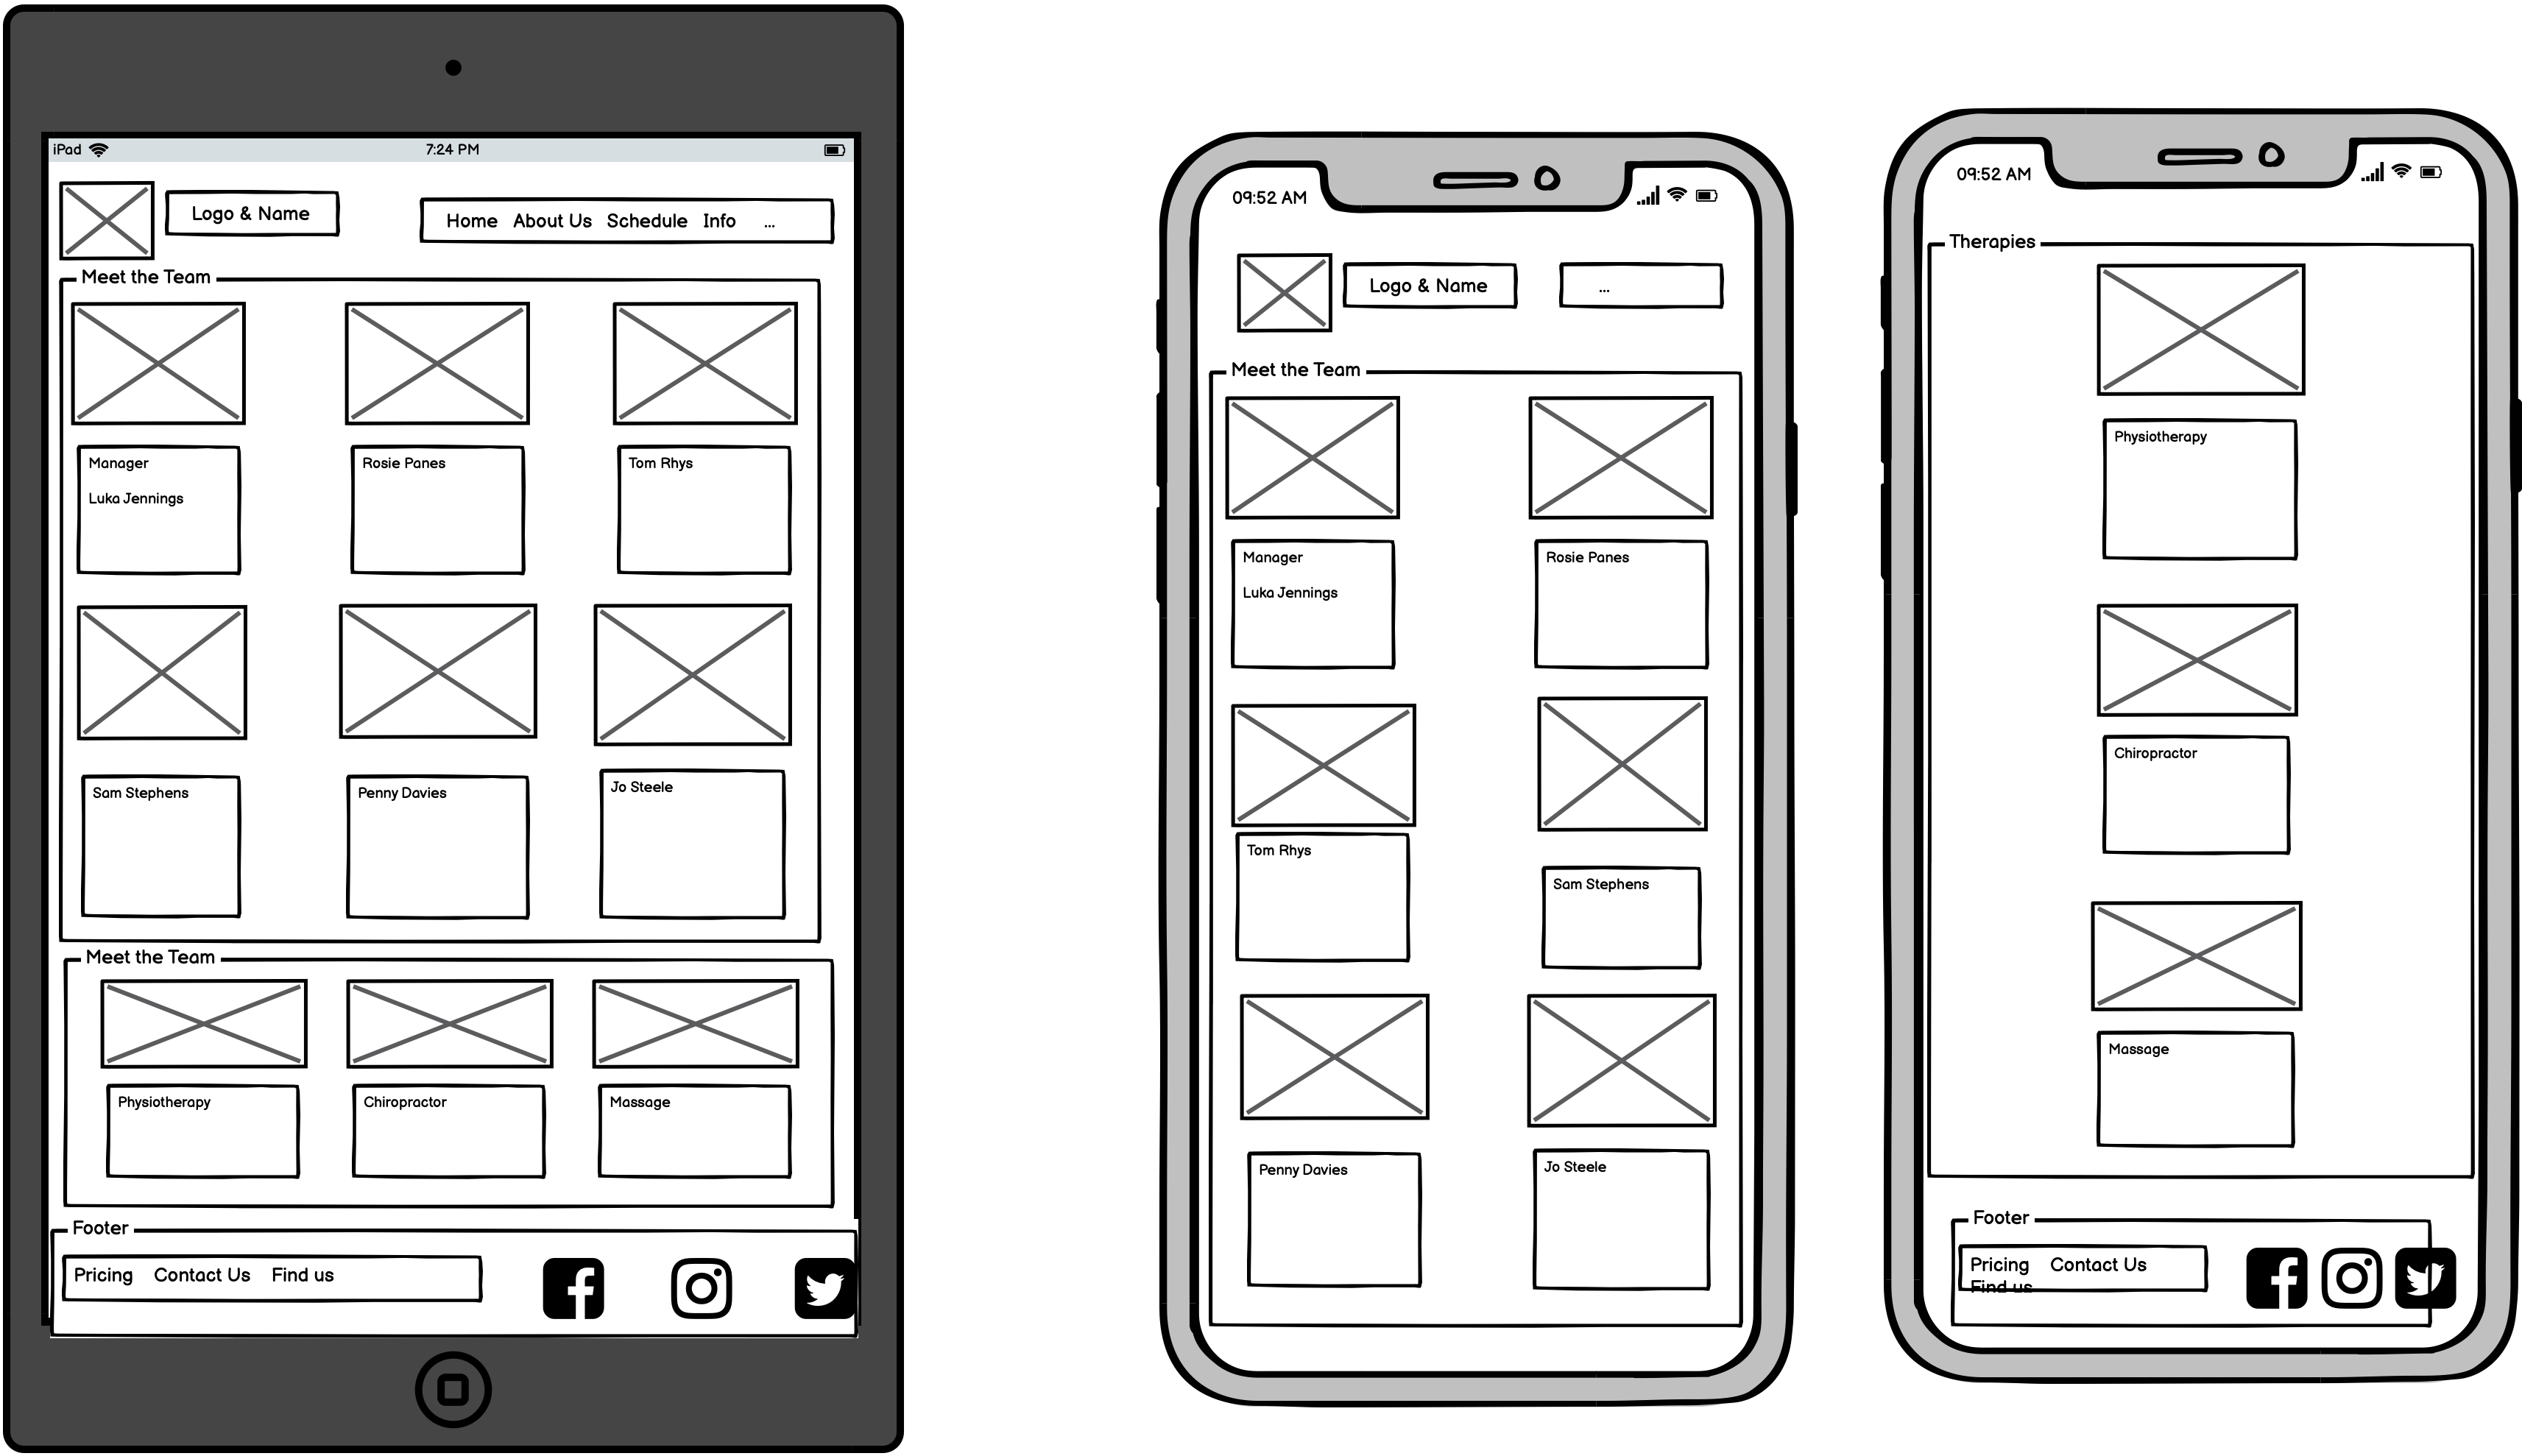 iPad 7:24 PM
Logo & Name
Home About Us Schedule Info ...
Meet the Team
Manager
Luka Jennings
Rosie Panes
Tom Rhys
Sam Stephens
Penny Davies
Jo Steele
Meet the Team
Physiotherapy
Chiropractor
Massage
Footer
Pricing Contact Us Find us
09:52 AM
Logo & Name
...
Meet the Team
Manager
Luka Jennings
Rosie Panes
Tom Rhys
Sam Stephens
Penny Davies
Jo Steele
09:52 AM
Therapies
Physiotherapy
Chiropractor
Massage
Footer
Pricing Contact Us
Find us